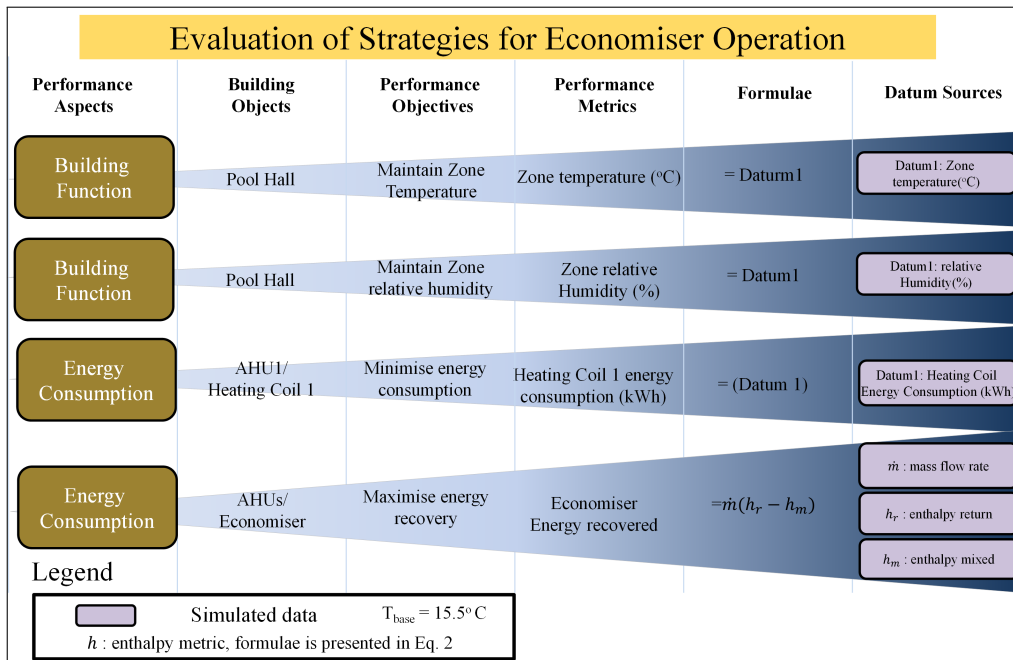 Evaluation of Strategies for Economiser Operation
Performance
Aspects
Building
Objects
Performance
Objectives
Performance
Metrics
Formulae
Datum Sources
Building
Function
Pool Hall
Maintain Zone
Temperature
Zone temperature (°C)
= Daturm1
Datum1: Zone
temperature(°C)
Building
Function
Pool Hall
Maintain Zone
relative humidity
Zone relative
Humidity (%)
= Datum1
Datum1: relative
Humidity(%)
Energy
Consumption
AHU1/
Heating Coil 1
Minimise energy
consumption
Heating Coil 1 energy
consumption (kWh)
= (Datum 1)
Datum1: Heating Coil
Energy Consumption (kWh)
Energy
Consumption
AHUs/
Economiser
Maximise energy
recovery
Economiser
Energy recovered
=ṁ(hᵣ − hₘ)
ṁ : mass flow rate
hᵣ : enthalpy return
hₘ : enthalpy mixed
Legend
Simulated data
T_base = 15.5° C
h : enthalpy metric, formulae is presented in Eq. 2